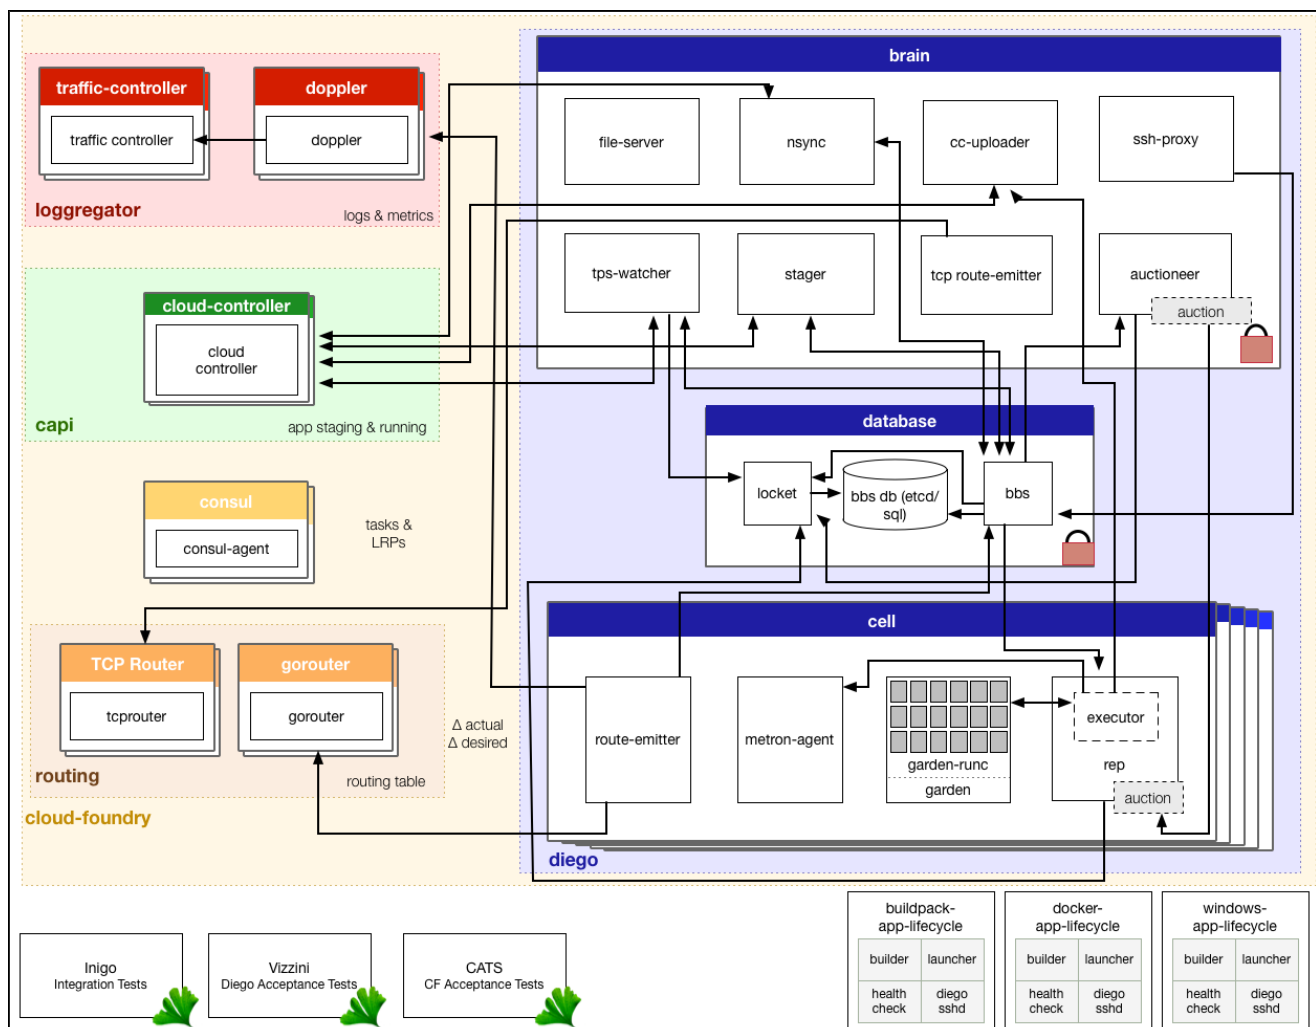 brain
traffic-controller
doppler
traffic controller
doppler
loggregator
logs & metrics
file-server
nsync
cc-uploader
ssh-proxy
tps-watcher
stager
tcp route-emitter
auctioneer
auction
cloud-controller
cloud
controller
capi
app staging & running
database
locket
bbs db (etcd/
sql)
bbs
consul
consul-agent
tasks &
LRPs
cell
TCP Router
gorouter
tcprouter
gorouter
Δ actual
Δ desired
routing
routing table
cloud-foundry
route-emitter
metron-agent
garden-runc
garden
executor
rep
auction
diego
Inigo
Integration Tests
Vizzini
Diego Acceptance Tests
CATS
CF Acceptance Tests
buildpack-
app-lifecycle
builder
launcher
health
check
diego
sshd
docker-
app-lifecycle
builder
launcher
health
check
diego
sshd
windows-
app-lifecycle
builder
launcher
health
check
diego
sshd